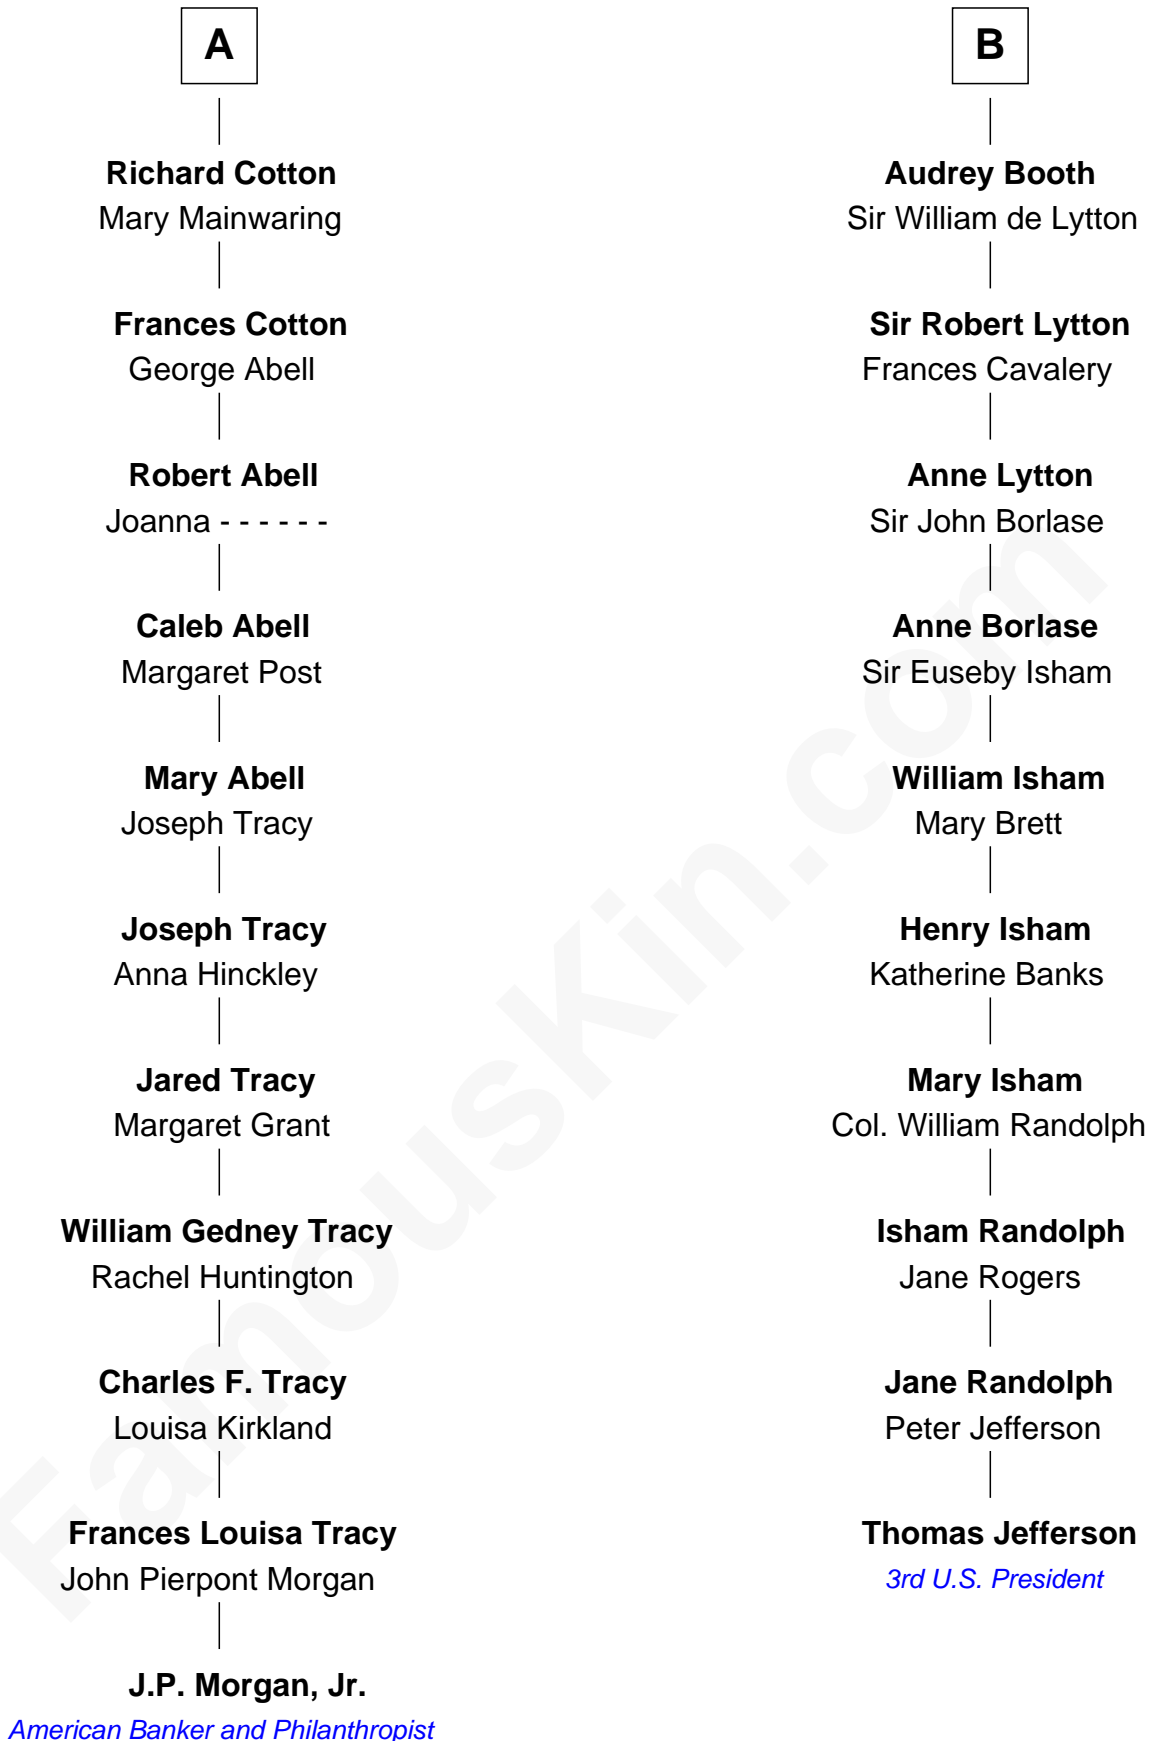 A
Richard Cotton
Mary Mainwaring
Frances Cotton
George Abell
Robert Abell
Joanna - - - - - -
Caleb Abell
Margaret Post
Mary Abell
Joseph Tracy
Joseph Tracy
Anna Hinckley
Jared Tracy
Margaret Grant
William Gedney Tracy
Rachel Huntington
Charles F. Tracy
Louisa Kirkland
Frances Louisa Tracy
John Pierpont Morgan
J.P. Morgan, Jr.
American Banker and Philanthropist
B
Audrey Booth
Sir William de Lytton
Sir Robert Lytton
Frances Cavalery
Anne Lytton
Sir John Borlase
Anne Borlase
Sir Euseby Isham
William Isham
Mary Brett
Henry Isham
Katherine Banks
Mary Isham
Col. William Randolph
Isham Randolph
Jane Rogers
Jane Randolph
Peter Jefferson
Thomas Jefferson
3rd U.S. President
FamousKin.com